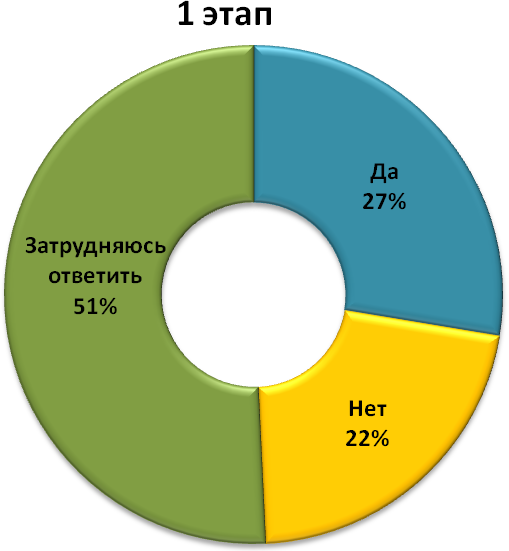 1 этап
Да
27%
Затрудняюсь
ответить
51%
Нет
22%